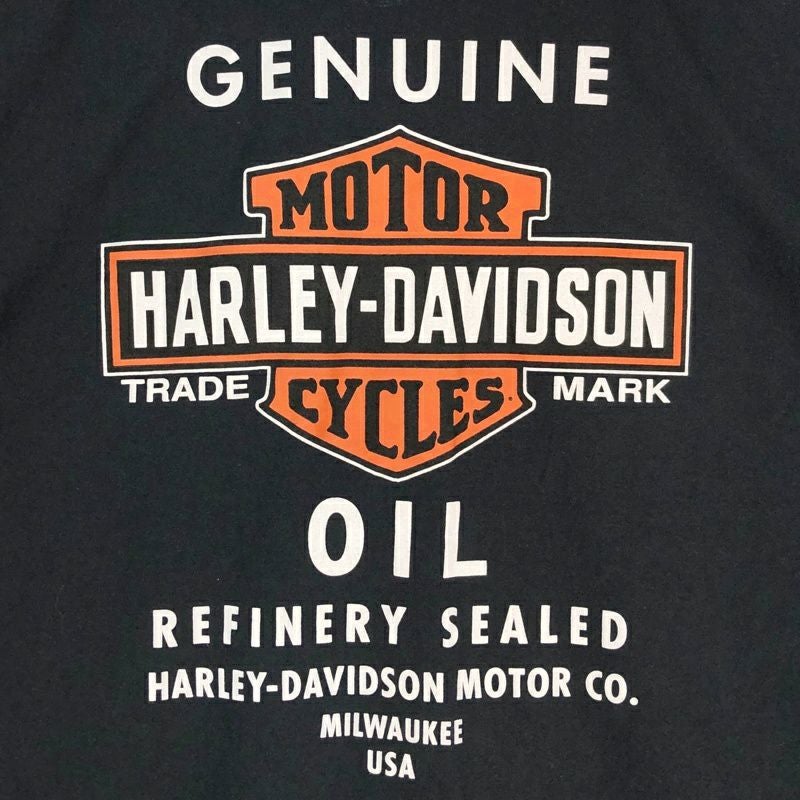 GENUINE
MOTOR
HARLEY-DAVIDSON
TRADE MARK
CYCLES
OIL
REFINERY SEALED
HARLEY-DAVIDSON MOTOR CO.
MILWAUKEE
USA